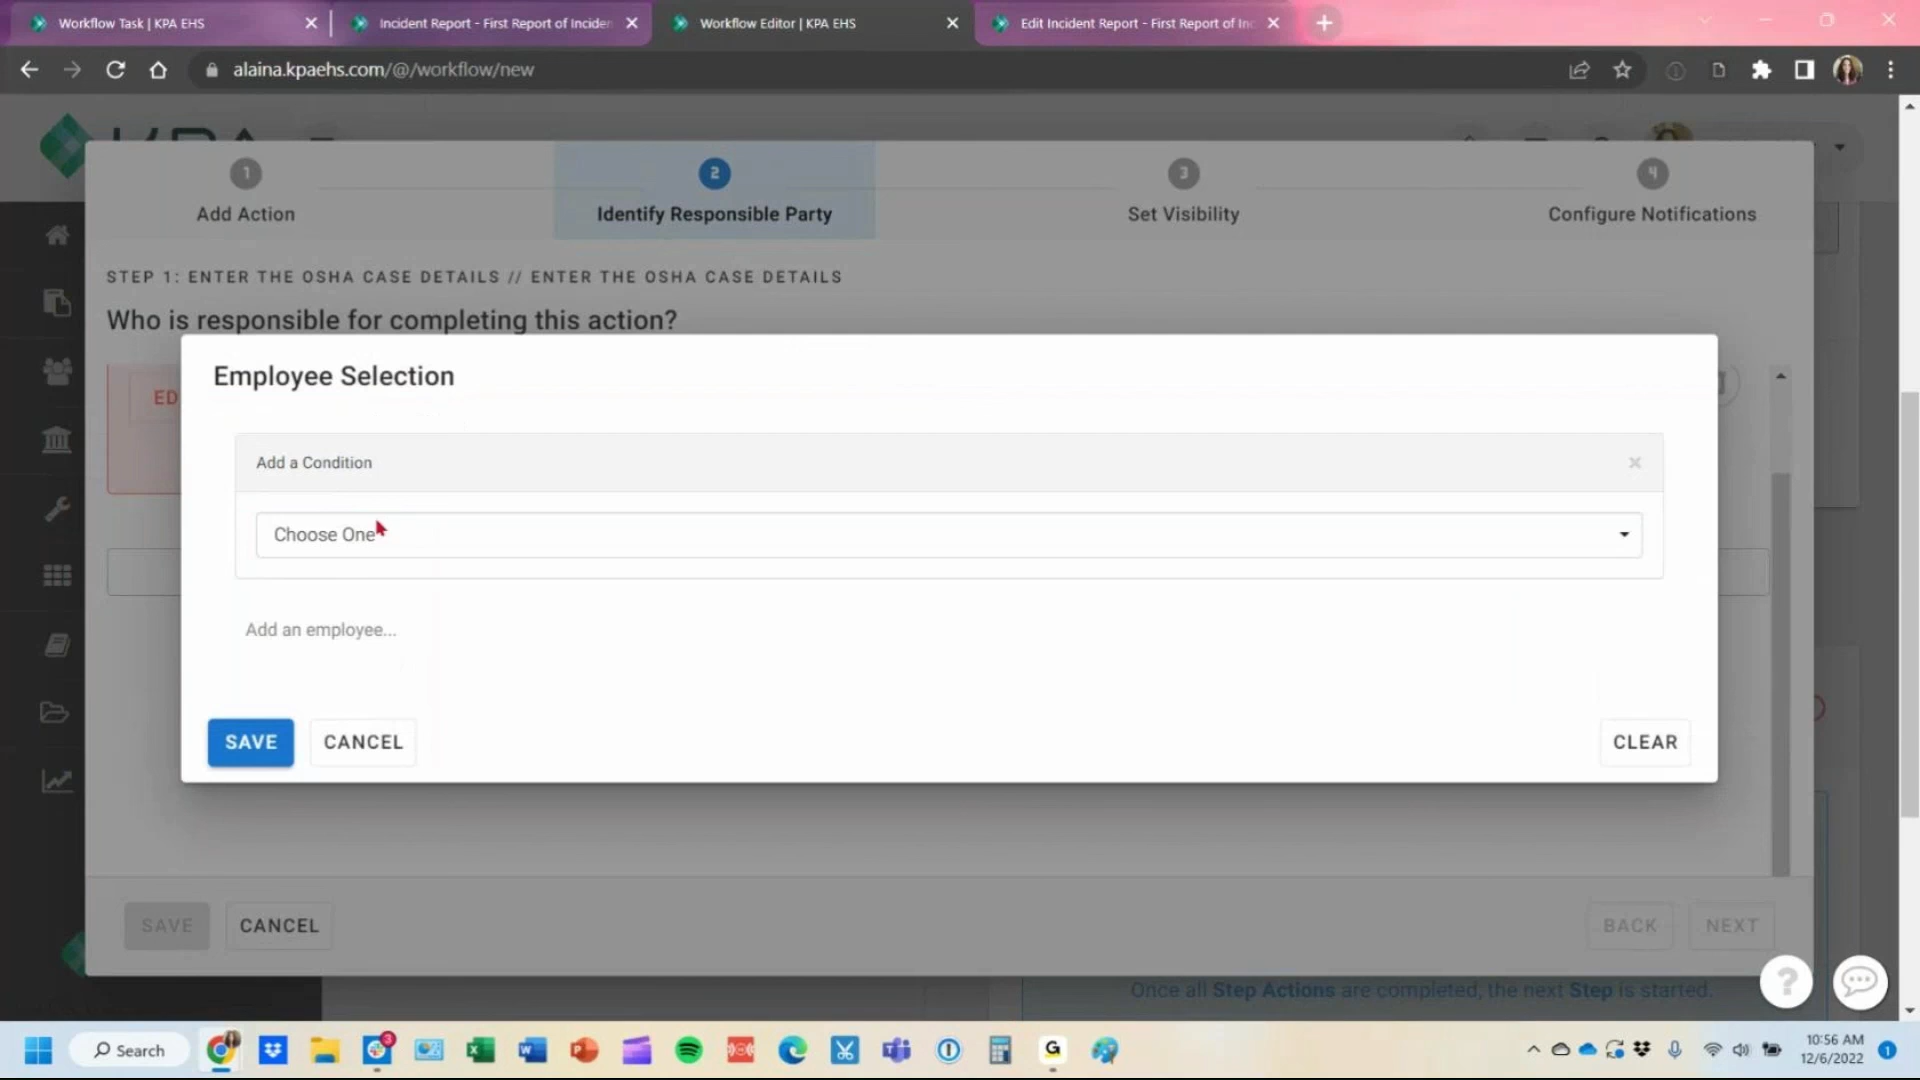 Workflow Task | KPA EHS
Incident Report - First Report of Inciden
Workflow Editor | KPA EHS
Edit Incident Report - First Report of Inc
alaina.kpaehs.com/@/workflow/new
1
Add Action
2
Identify Responsible Party
3
Set Visibility
4
Configure Notifications
STEP 1: ENTER THE OSHA CASE DETAILS // ENTER THE OSHA CASE DETAILS
Who is responsible for completing this action?
ED
Employee Selection
Add a Condition
Choose One
Add an employee...
SAVE
CANCEL
CLEAR
SAVE
CANCEL
BACK
NEXT
Once all Step Actions are completed, the next Step is started.
Search
3
10:56 AM
12/6/2022
1